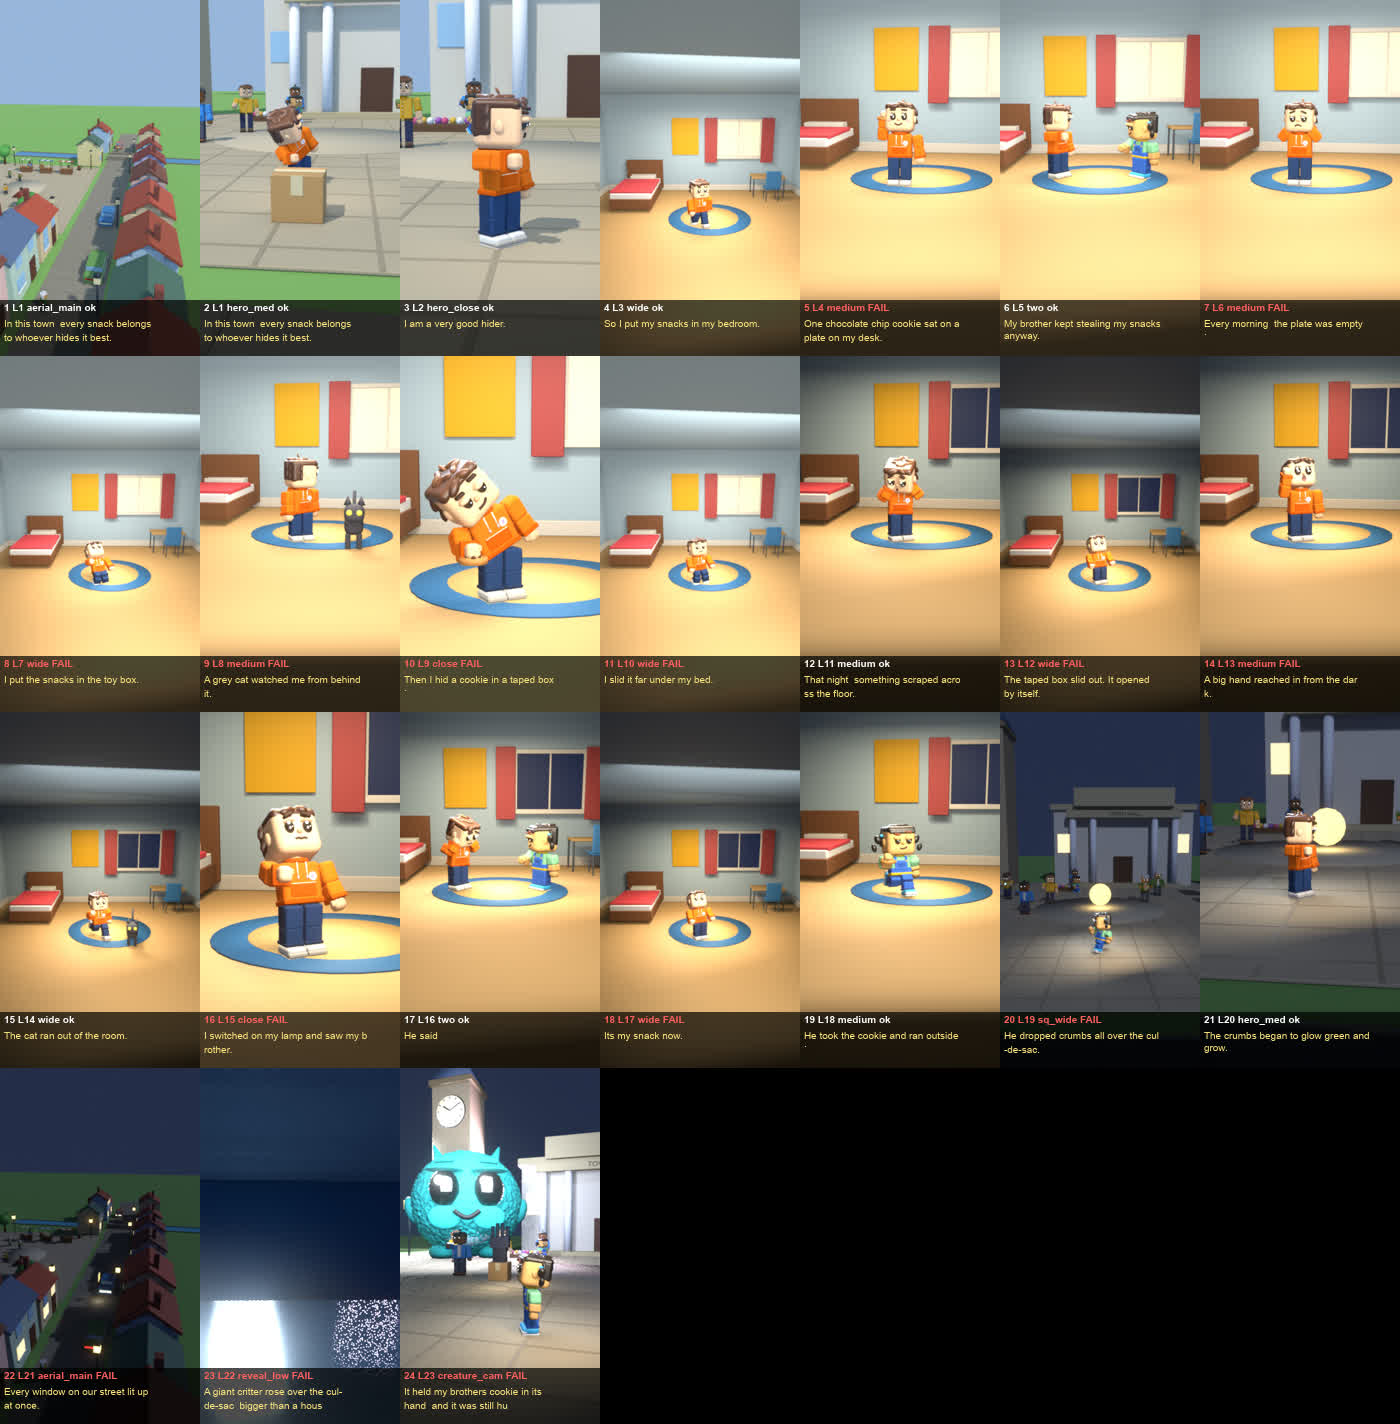 1 L1 aerial_main ok
In this town  every snack belongs
to whoever hides it best.
2 L1 hero_med ok
In this town  every snack belongs
to whoever hides it best.
3 L2 hero_close ok
I am a very good hider.
4 L3 wide ok
So I put my snacks in my bedroom.
5 L4 medium FAIL
One chocolate chip cookie sat on a
plate on my desk.
6 L5 two ok
My brother kept stealing my snacks
anyway.
7 L6 medium FAIL
Every morning  the plate was empty
.
8 L7 wide FAIL
I put the snacks in the toy box.
9 L8 medium FAIL
A grey cat watched me from behind
it.
10 L9 close FAIL
Then I hid a cookie in a taped box
.
11 L10 wide FAIL
I slid it far under my bed.
12 L11 medium ok
That night  something scraped acro
ss the floor.
13 L12 wide FAIL
The taped box slid out. It opened
by itself.
14 L13 medium FAIL
A big hand reached in from the dar
k.
15 L14 wide ok
The cat ran out of the room.
16 L15 close FAIL
I switched on my lamp and saw my b
rother.
17 L16 two ok
He said
18 L17 wide FAIL
Its my snack now.
19 L18 medium ok
He took the cookie and ran outside
.
20 L19 sq_wide FAIL
He dropped crumbs all over the cul
-de-sac.
21 L20 hero_med ok
The crumbs began to glow green and
grow.
22 L21 aerial_main FAIL
Every window on our street lit up
at once.
23 L22 reveal_low FAIL
A giant critter rose over the cul-
de-sac  bigger than a hous
TO
24 L23 creature_cam FAIL
It held my brothers cookie in its
hand  and it was still hu